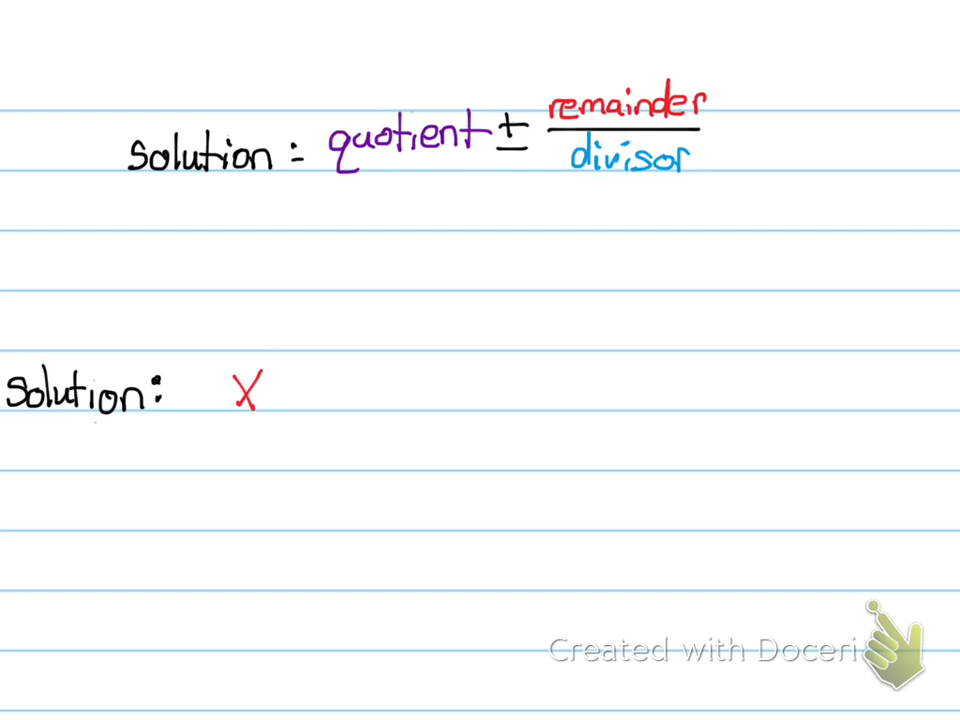 solution = quotient ± remainder
divisor
Solution: X
Created with Doceri